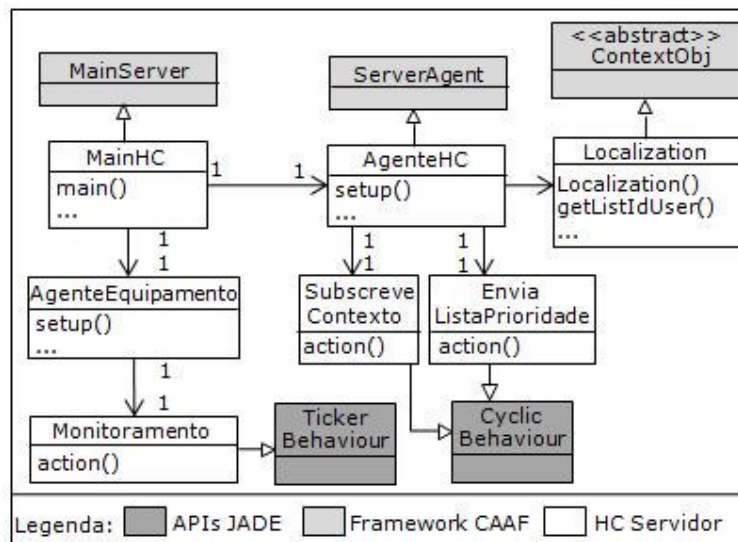 MainServer
ServerAgent
<<abstract>>
ContextObj
MainHC
main()
...
1
1
AgenteHC
setup()
...
Localization
Localization()
getListIdUser()
...
1
1
1
1
1
1
AgenteEquipamento
setup()
...
Subscreve
Contexto
action()
Envia
ListaPrioridade
action()
1
1
Monitoramento
action()
Ticker
Behaviour
Cyclic
Behaviour
Legenda:
APIs JADE
Framework CAAF
HC Servidor